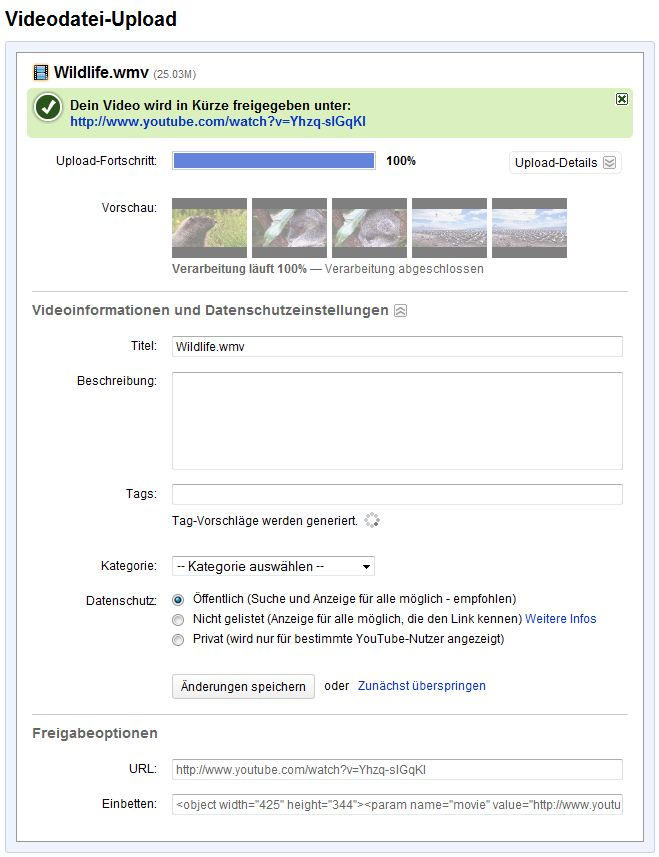 Videodatei-Upload
Wildlife.wmv (25.03M)
Dein Video wird in Kürze freigegeben unter:
http://www.youtube.com/watch?v=Yhzq-sIGqKI
Upload-Fortschritt: 100% Upload-Details
Vorschau:
Verarbeitung läuft 100% — Verarbeitung abgeschlossen
Videoinformationen und Datenschutzeinstellungen
Titel: Wildlife.wmv
Beschreibung:
Tags:
Tag-Vorschläge werden generiert.
Kategorie: -- Kategorie auswählen --
Datenschutz: Öffentlich (Suche und Anzeige für alle möglich - empfohlen)
Nicht gelistet (Anzeige für alle möglich, die den Link kennen) Weitere Infos
Privat (wird nur für bestimmte YouTube-Nutzer angezeigt)
Änderungen speichern oder Zunächst überspringen
Freigabeoptionen
URL: http://www.youtube.com/watch?v=Yhzq-sIGqKI
Einbetten: <object width="425" height="344"><param name="movie" value="http://www.youtu